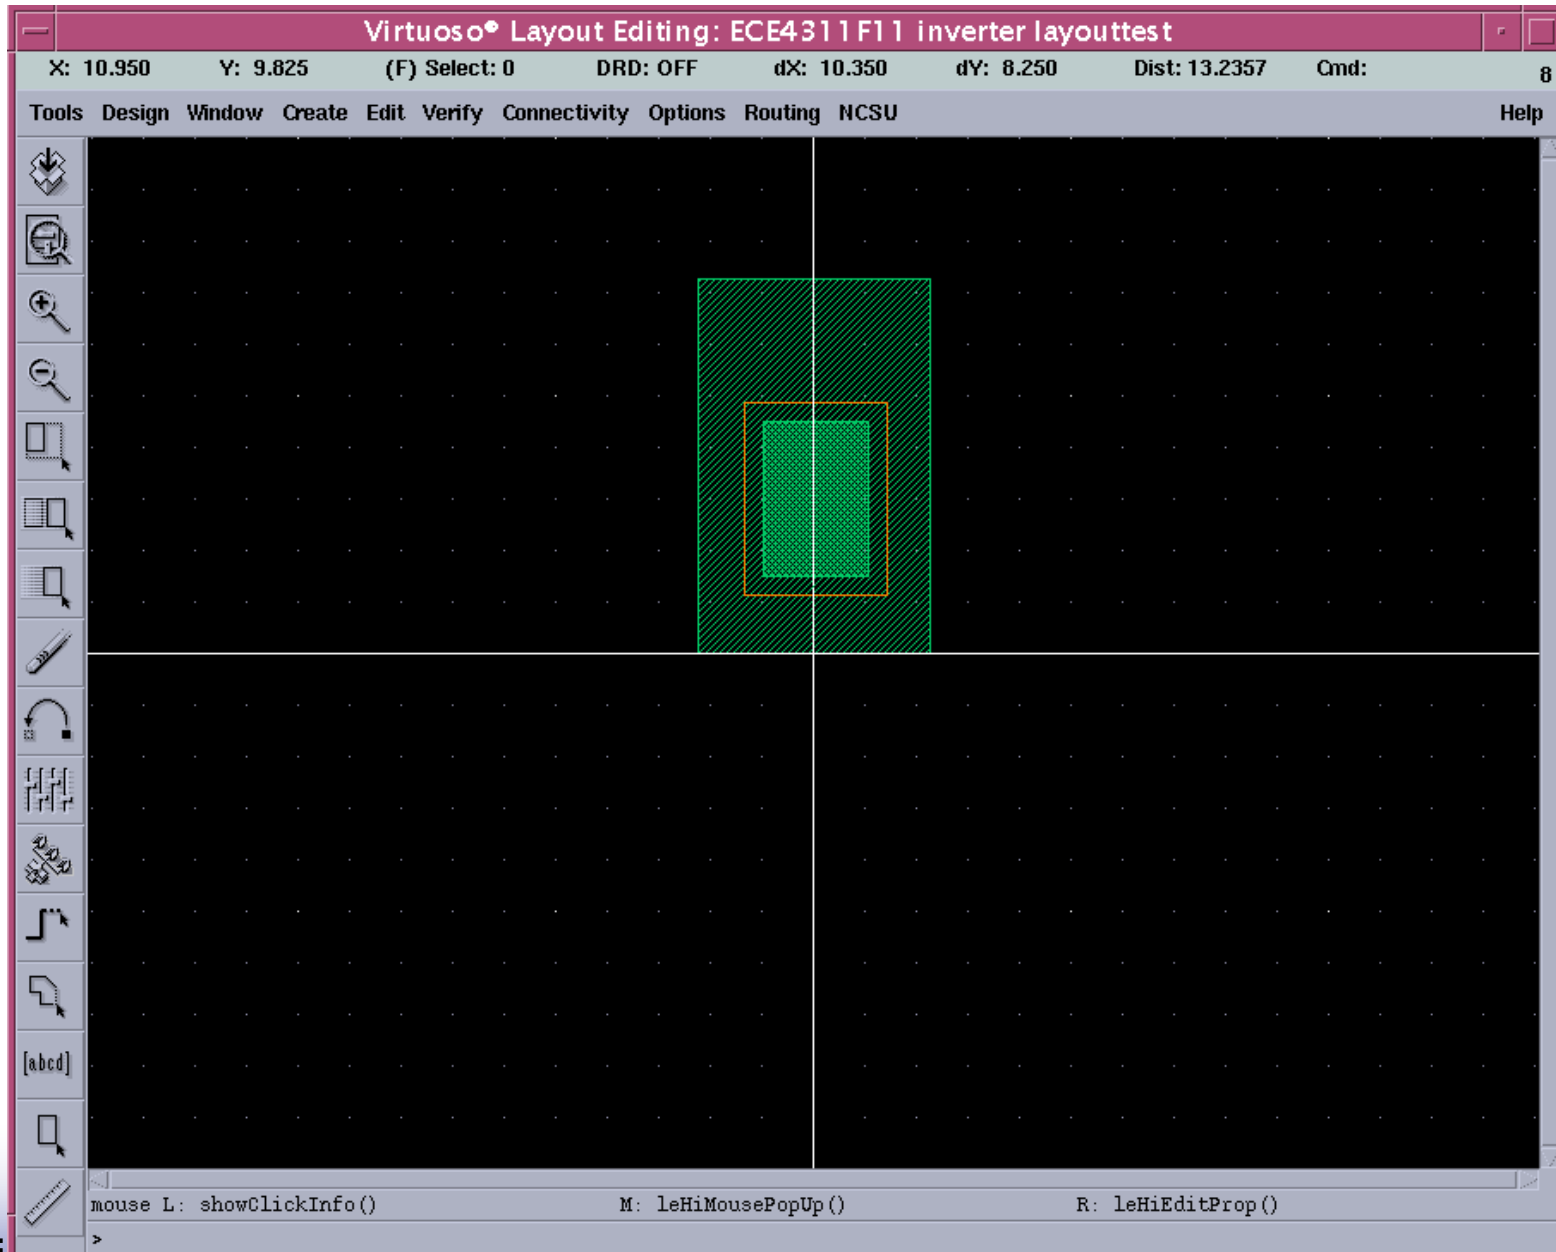 Virtuoso® Layout Editing: ECE4311F11 inverter layouttest
X: 10.950 Y: 9.825 (F) Select: 0 DRD: OFF dX: 10.350 dY: 8.250 Dist: 13.2357 Cmd: 8
Tools Design Window Create Edit Verify Connectivity Options Routing NCSU Help
[abcd]
mouse L: showClickInfo() M: leHiMousePopUp() R: leHiEditProp()
>